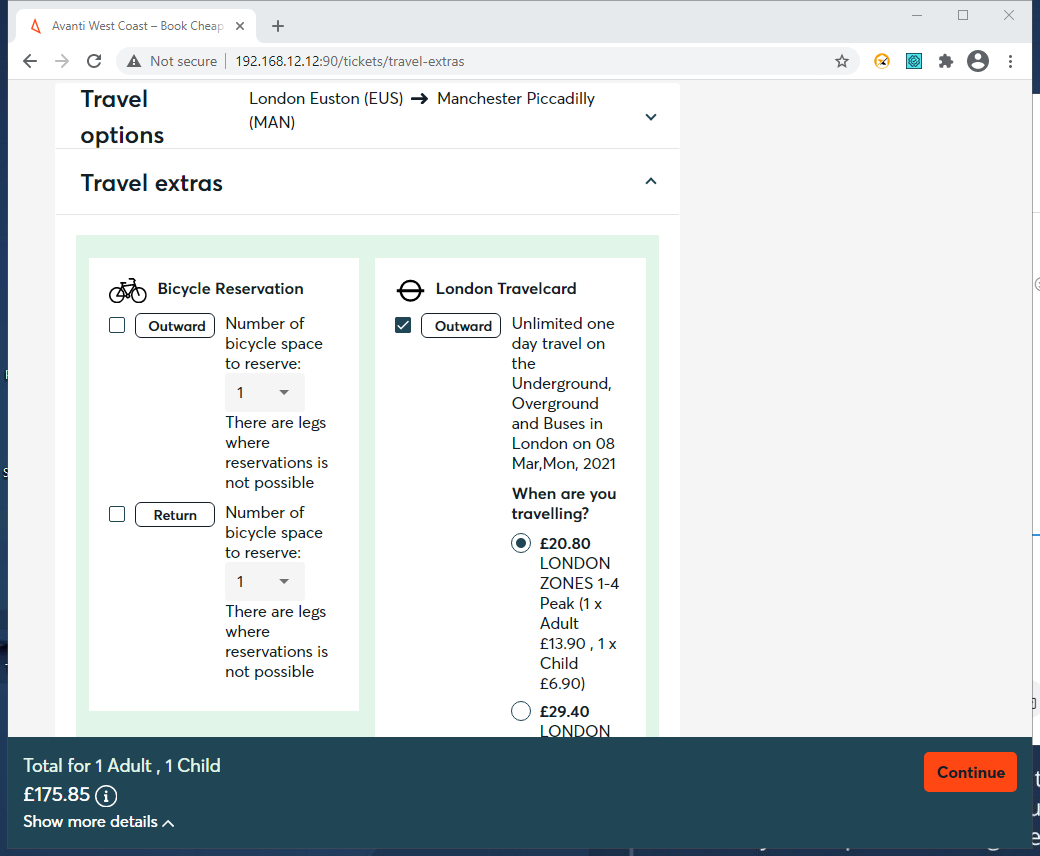 Avanti West Coast – Book Cheap
Not secure
192.168.12.12:90/tickets/travel-extras
Travel
options
London Euston (EUS) → Manchester Piccadilly
(MAN)
Travel extras
Bicycle Reservation
Outward
Number of
bicycle space
to reserve:
1
There are legs
where
reservations is
not possible
Return
Number of
bicycle space
to reserve:
1
There are legs
where
reservations is
not possible
London Travelcard
Outward
Unlimited one
day travel on
the
Underground,
Overground
and Buses in
London on 08
Mar,Mon, 2021
When are you
travelling?
£20.80
LONDON
ZONES 1-4
Peak (1 x
Adult
£13.90 , 1 x
Child
£6.90)
£29.40
LONDON
Total for 1 Adult , 1 Child
£175.85
Show more details
Continue